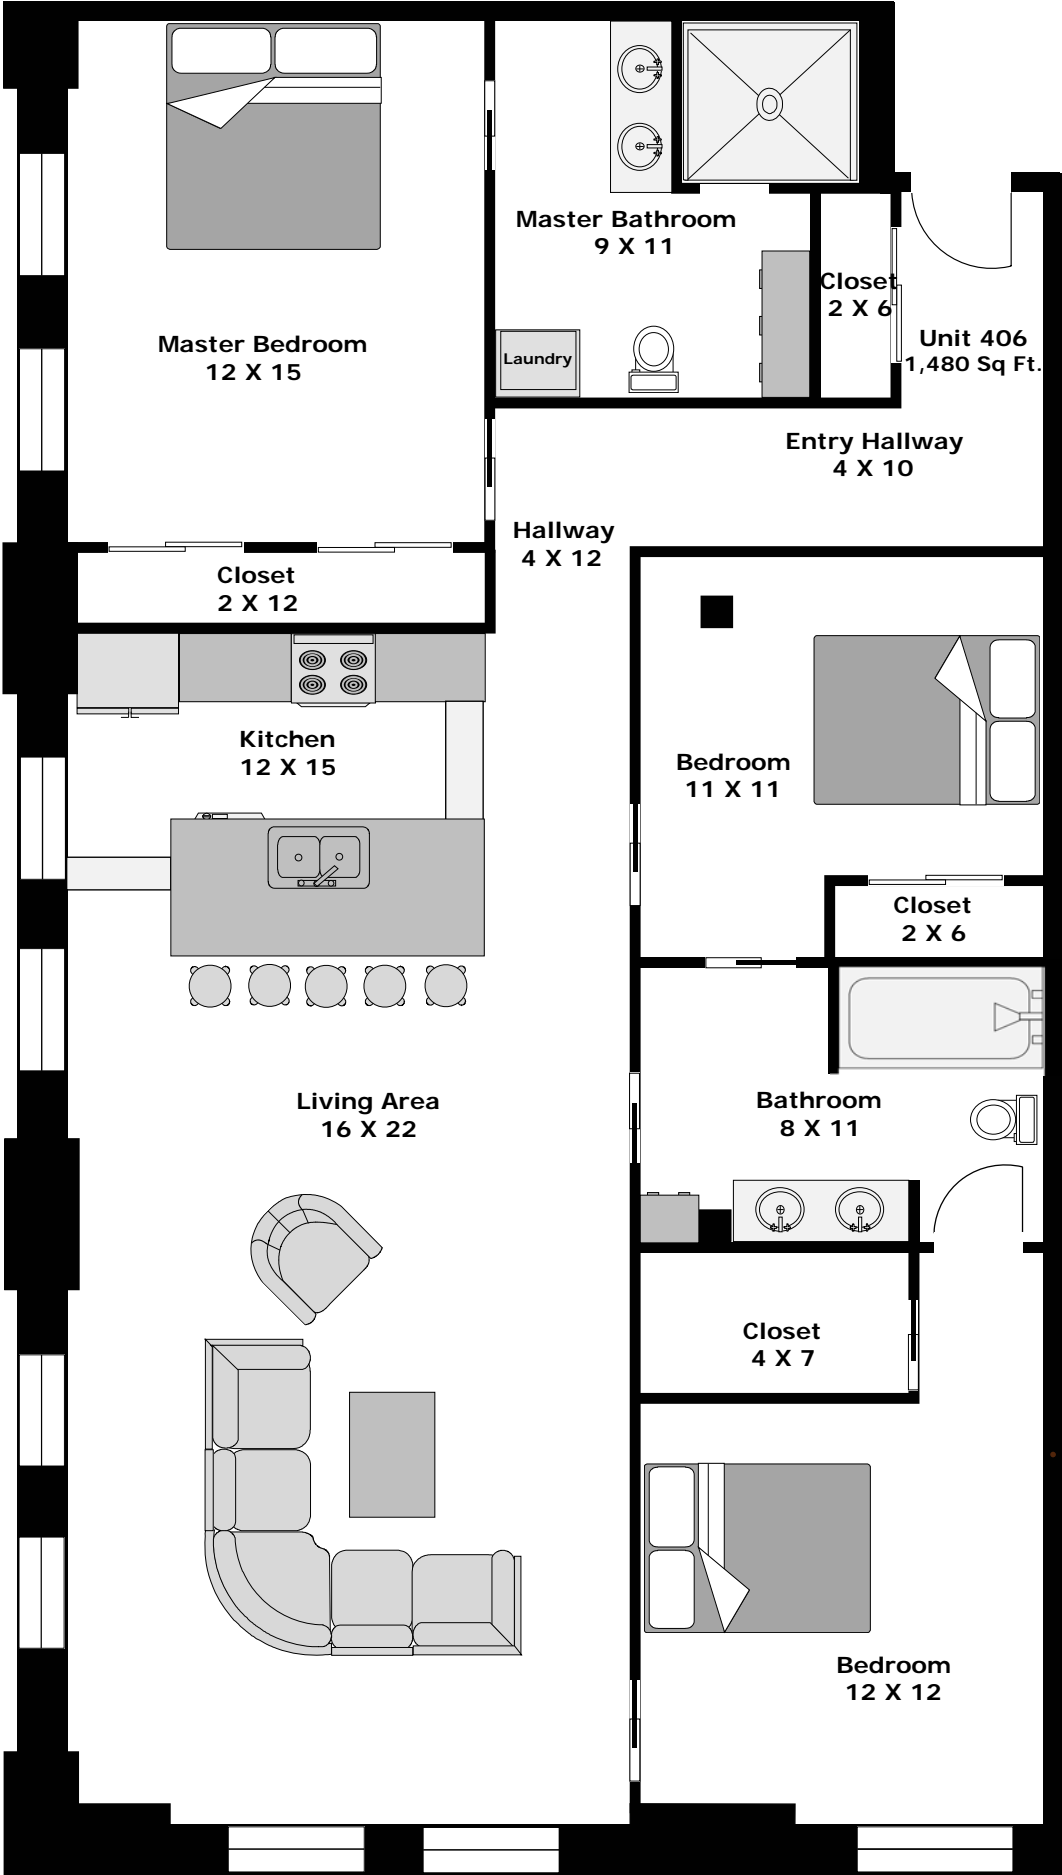 Master Bathroom
9 X 11
Closet
2 X 6
Unit 406
1,480 Sq Ft.
Master Bedroom
12 X 15
Laundry
Entry Hallway
4 X 10
Hallway
4 X 12
Closet
2 X 12
Kitchen
12 X 15
Bedroom
11 X 11
Closet
2 X 6
Living Area
16 X 22
Bathroom
8 X 11
Closet
4 X 7
Bedroom
12 X 12